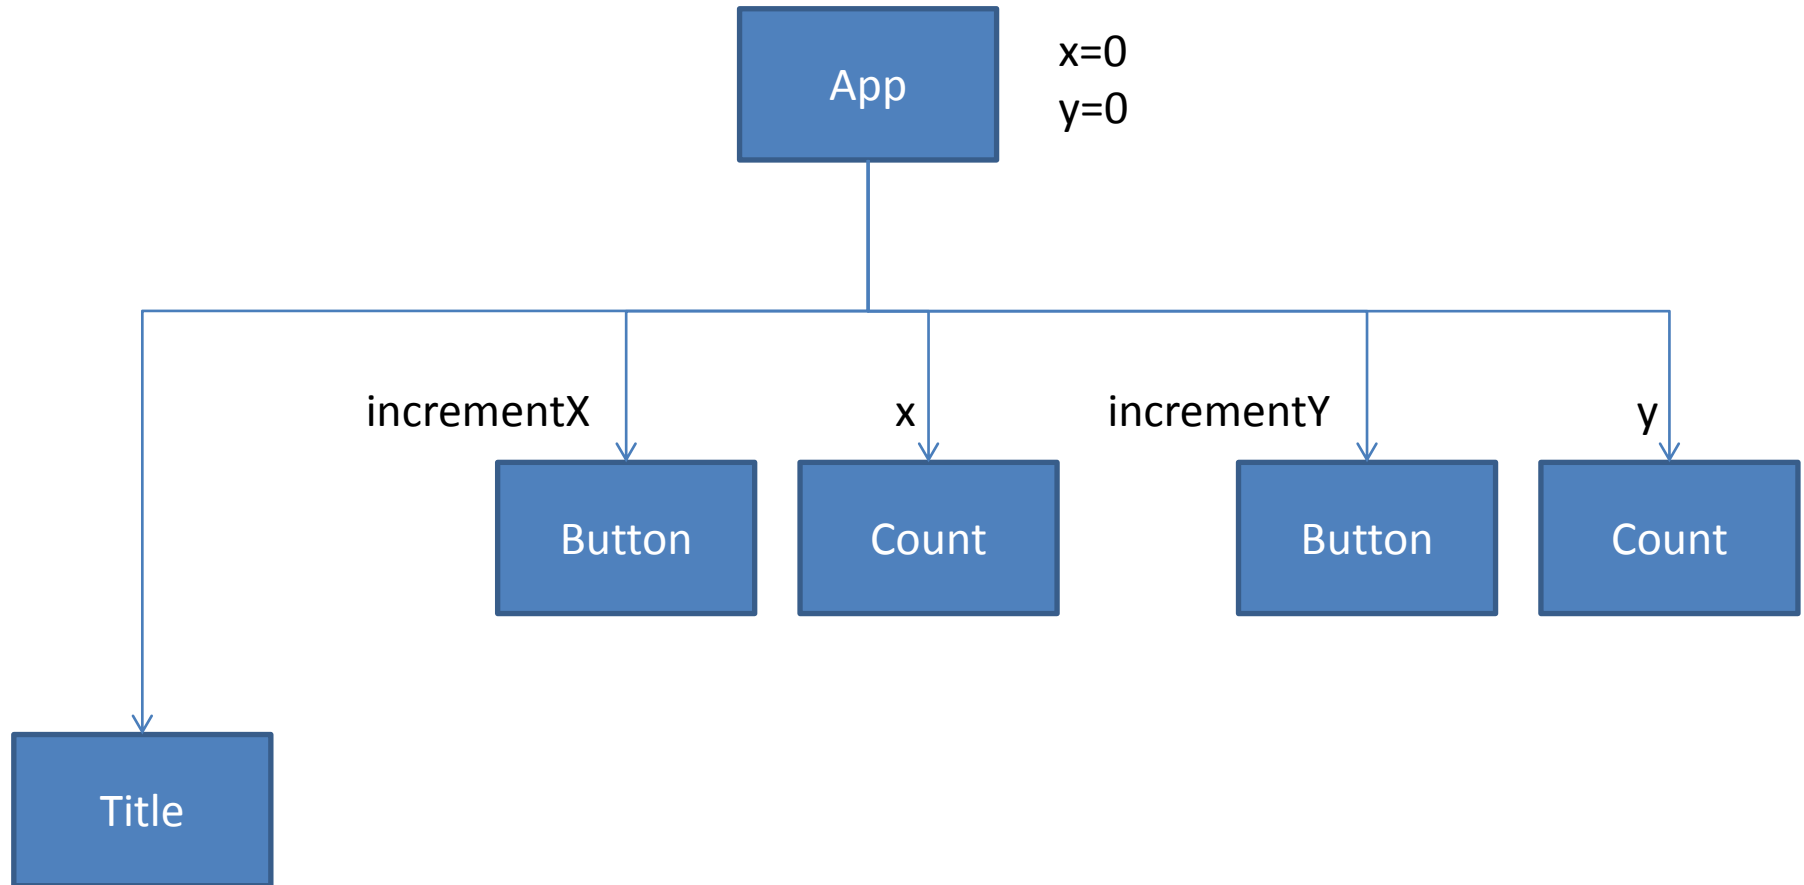 App
x=0
y=0
incrementX
x
incrementY
y
Button
Count
Button
Count
Title